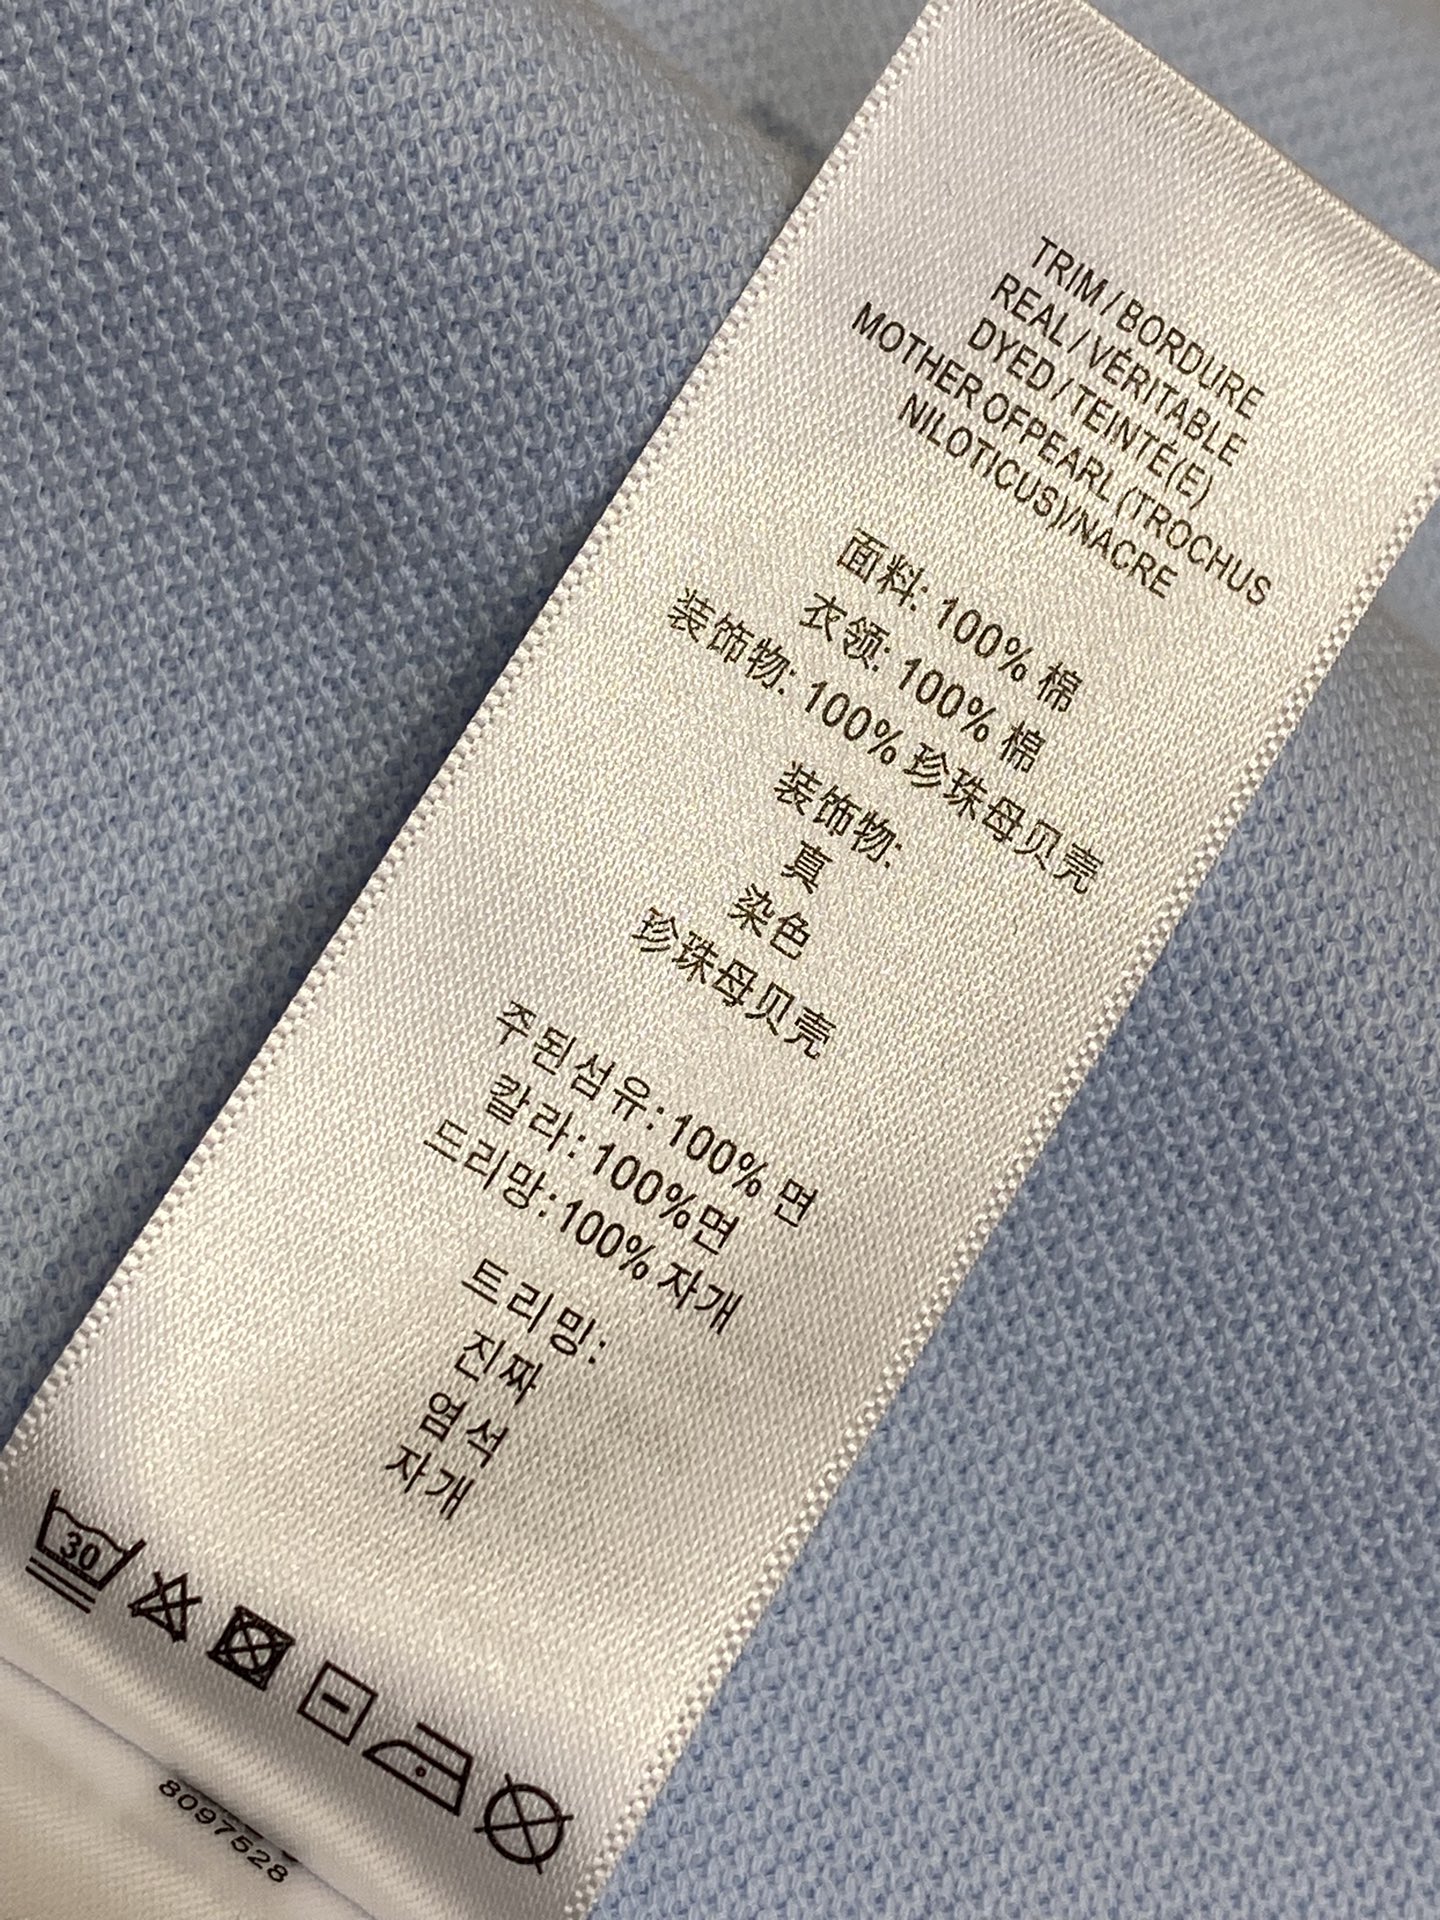 TRIM / BORDURE
REAL / VÉRITABLE
DYED / TEINTÉ(E)
MOTHER OFPEARL (TROCHUS
NILOTICUS)/NACRE
面料: 100% 棉
衣领: 100% 棉
装饰物: 100% 珍珠母贝壳
装饰物:
真
染色
珍珠母贝壳
주된섬유: 100% 면
칼라: 100%면
드리망:100% 자개
트리밍:
진짜
염석
자개
30
8097528